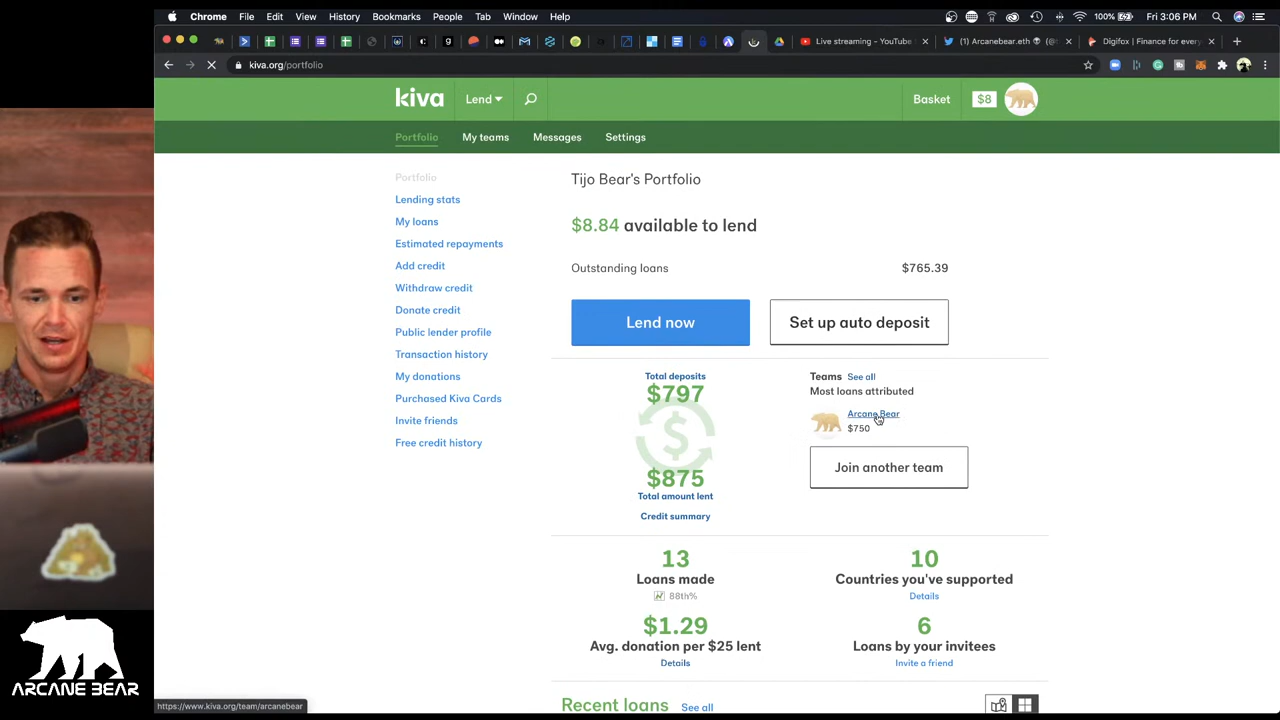 Chrome File Edit View History Bookmarks People Tab Window Help
100% Fri 3:06 PM
Live streaming - YouTube
(1) Arcanebear.eth
Digifox | Finance for every
kiva.org/portfolio
kiva Lend Basket $8
Portfolio My teams Messages Settings
Portfolio
Lending stats
My loans
Estimated repayments
Add credit
Withdraw credit
Donate credit
Public lender profile
Transaction history
My donations
Purchased Kiva Cards
Invite friends
Free credit history
Tijo Bear's Portfolio
$8.84 available to lend
Outstanding loans $765.39
Lend now
Set up auto deposit
Total deposits
$797
$
$875
Total amount lent
Credit summary
Teams See all
Most loans attributed
Arcane Bear
$750
Join another team
13
Loans made
88th%
10
Countries you've supported
Details
$1.29
Avg. donation per $25 lent
Details
6
Loans by your invitees
Invite a friend
Recent loans See all
https://www.kiva.org/team/arcanebear
ARCANE BEAR